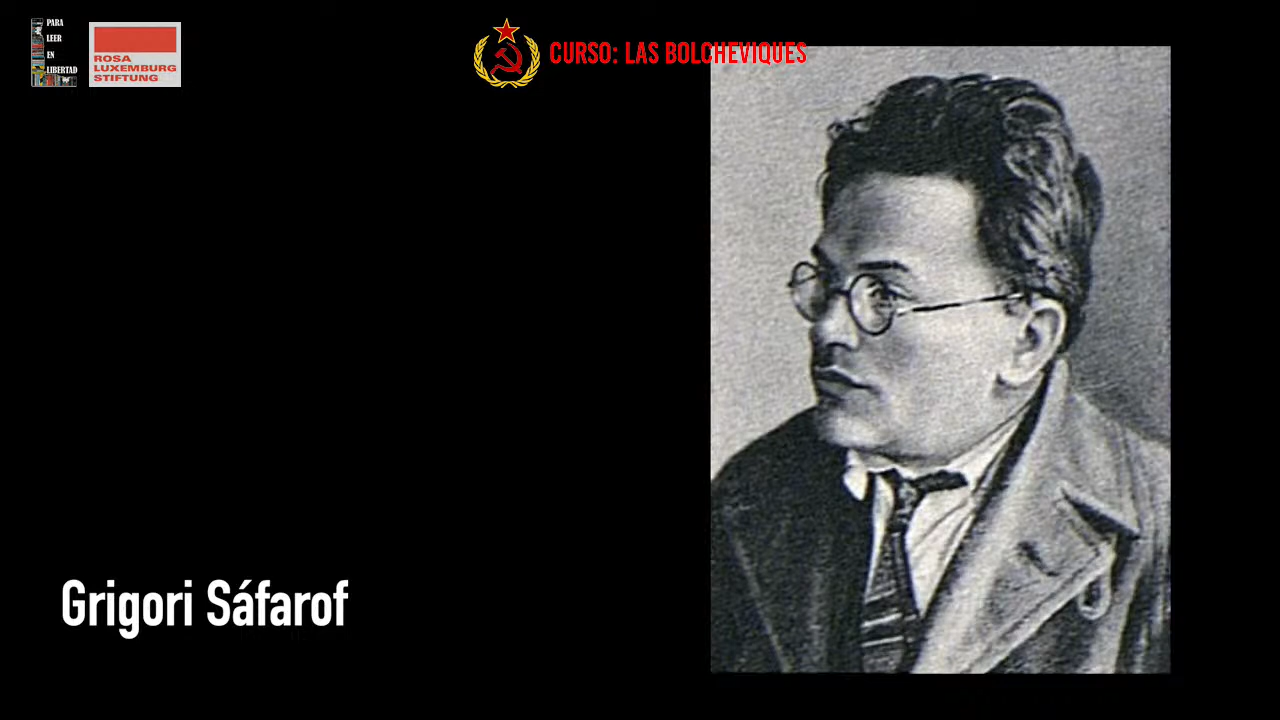 PARA
LEER
EN
LIBERTAD
ROSA
LUXEMBURG
STIFTUNG
CURSO: LAS BOLCHEVIQUES
Grigori Sáfarof